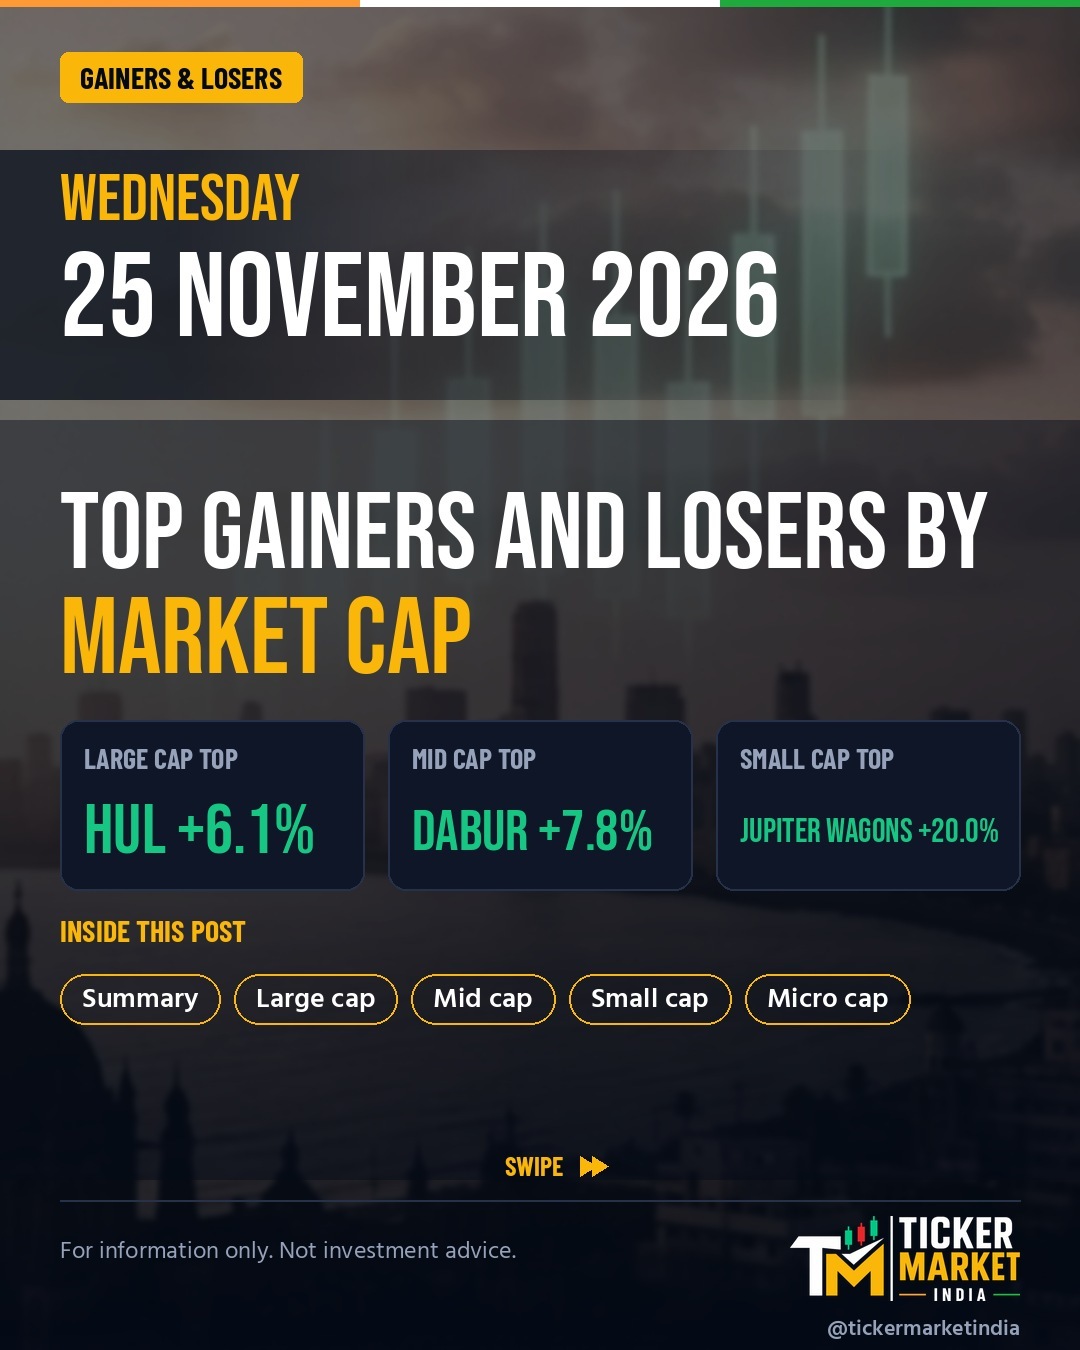 GAINERS & LOSERS
WEDNESDAY
25 NOVEMBER 2026
TOP GAINERS AND LOSERS BY
MARKET CAP
LARGE CAP TOP
HUL +6.1%
MID CAP TOP
DABUR +7.8%
SMALL CAP TOP
JUPITER WAGONS +20.0%
INSIDE THIS POST
Summary
Large cap
Mid cap
Small cap
Micro cap
SWIPE
For information only. Not investment advice.
TM
TICKER
MARKET
INDIA
@tickermarketindia